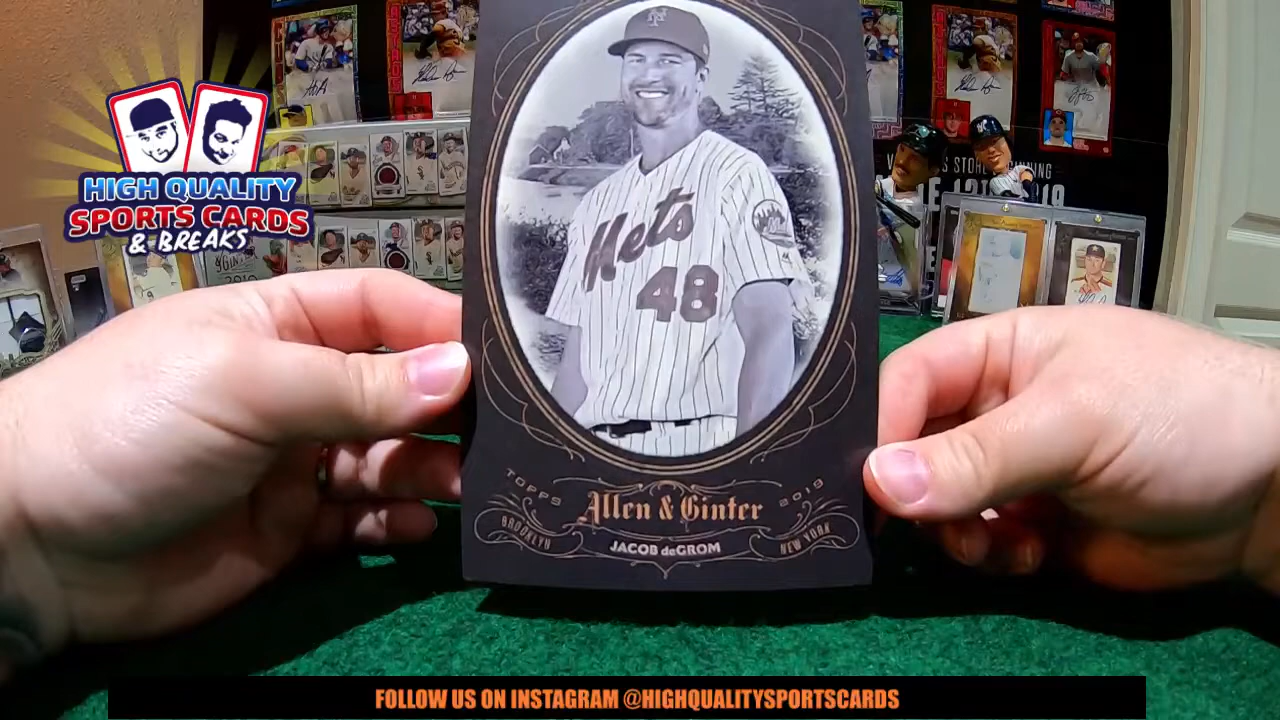 HIGH QUALITY
SPORTS CARDS
& BREAKS
Mets
48
TOPPS
Allen & Ginter
2019
BROOKLYN
NEW YORK
JACOB deGROM
FOLLOW US ON INSTAGRAM @HIGHQUALITYSPORTSCARDS